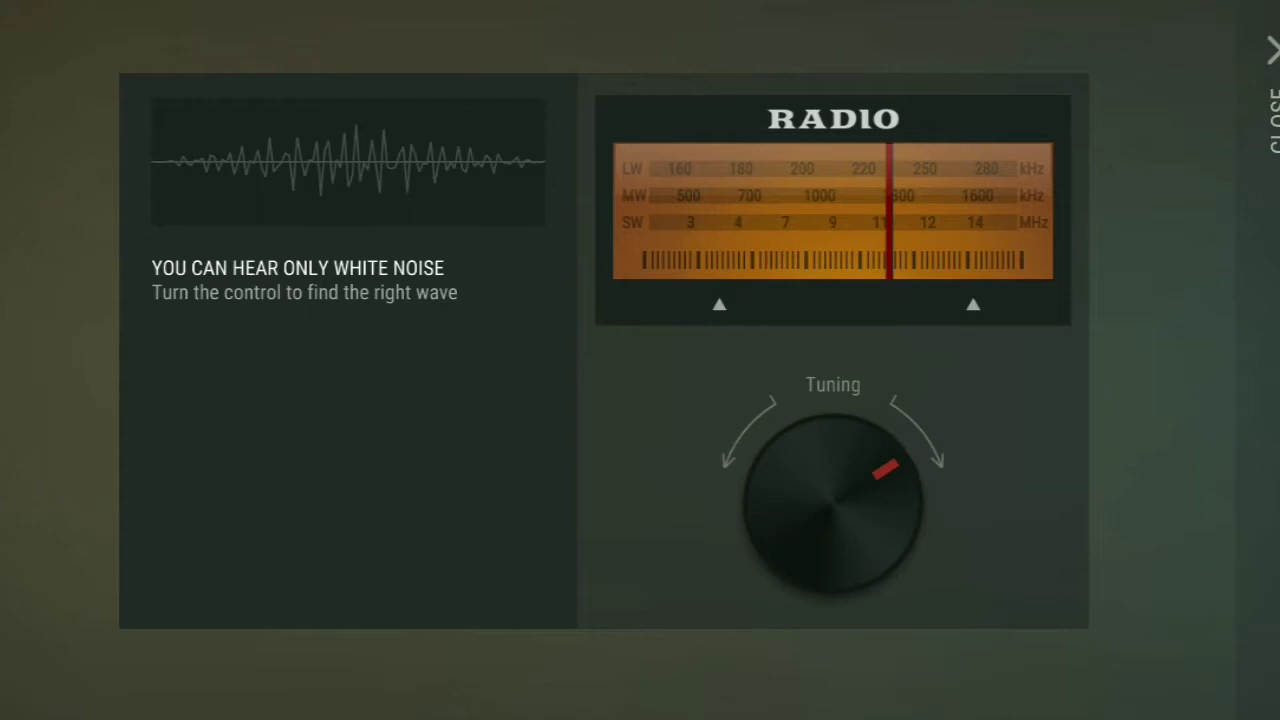 CLOSE
RADIO
LW 160 180 200 220 250 280 kHz
MW 500 700 1000 1600 kHz
SW 3 4 7 9 12 14 MHz
YOU CAN HEAR ONLY WHITE NOISE
Turn the control to find the right wave
Tuning